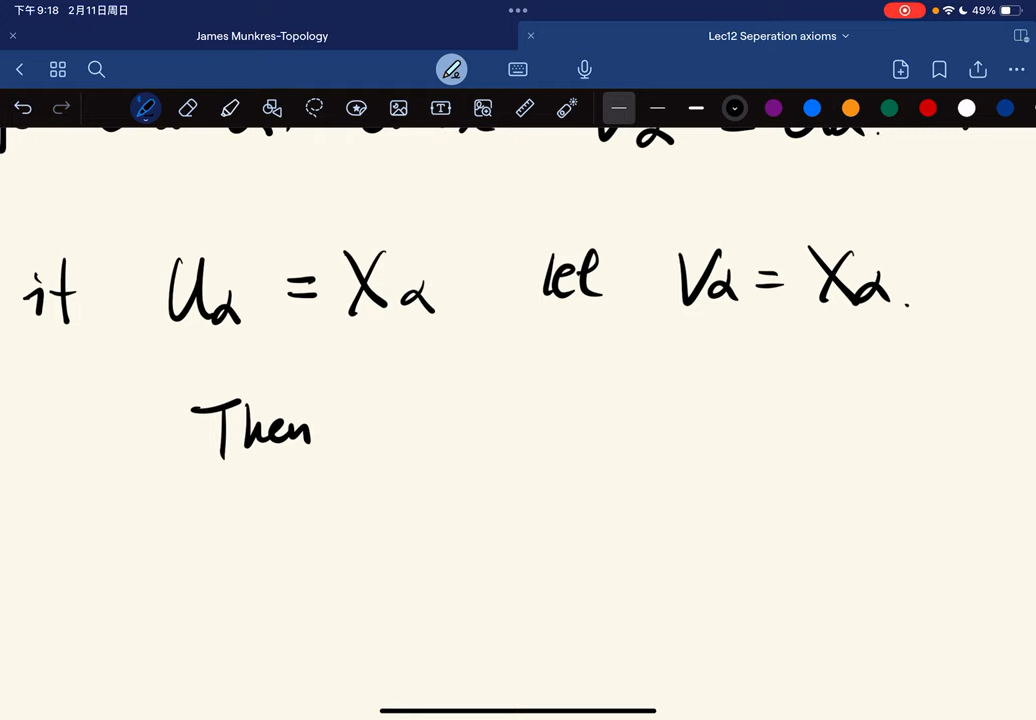 下午9:18 2月11日周日
49%
James Munkres-Topology
Lec12 Seperation axioms
it Uα = Xα let Vα = Xα.
Then